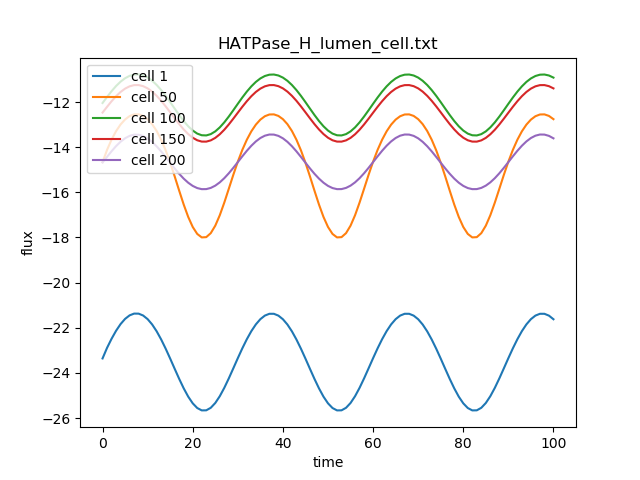 HATPase_H_lumen_cell.txt
cell 1
cell 50
cell 100
cell 150
cell 200
flux
−12
−14
−16
−18
−20
−22
−24
−26
0 20 40 60 80 100
time